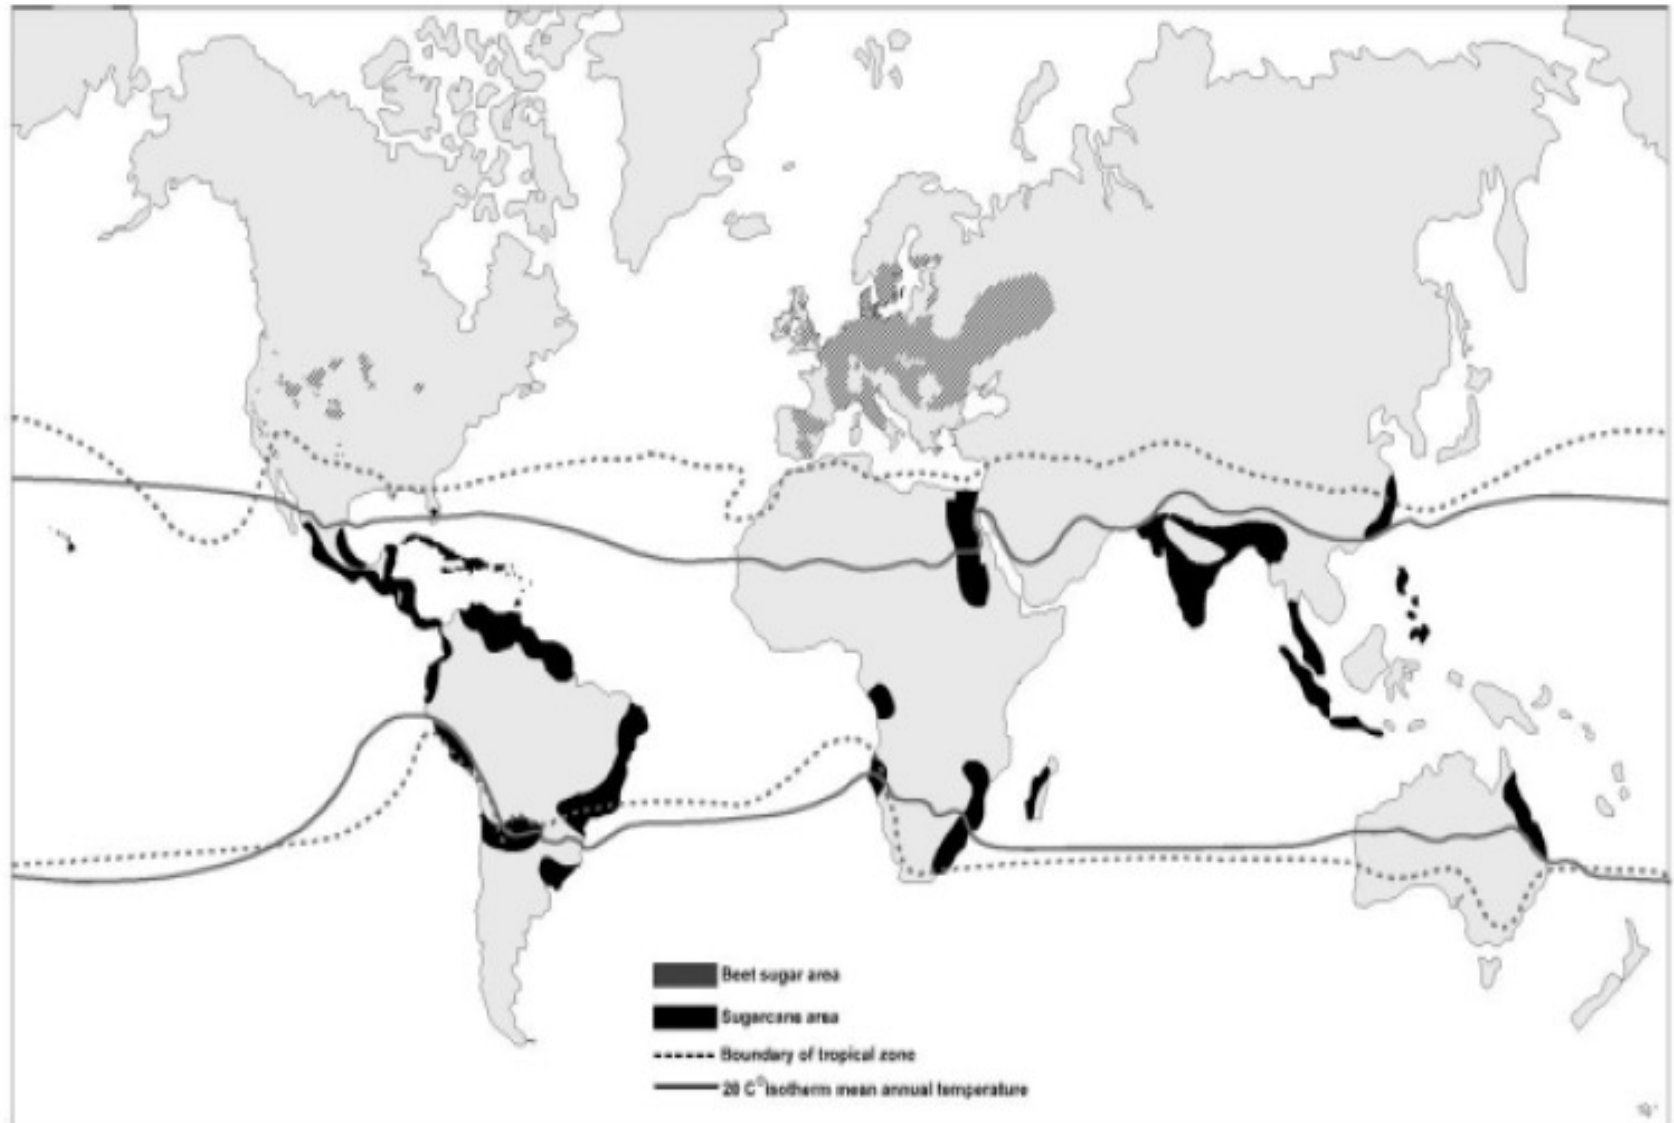 Beet sugar area
Sugarcane area
Boundary of tropical zone
20 C° Isotherm mean annual temperature